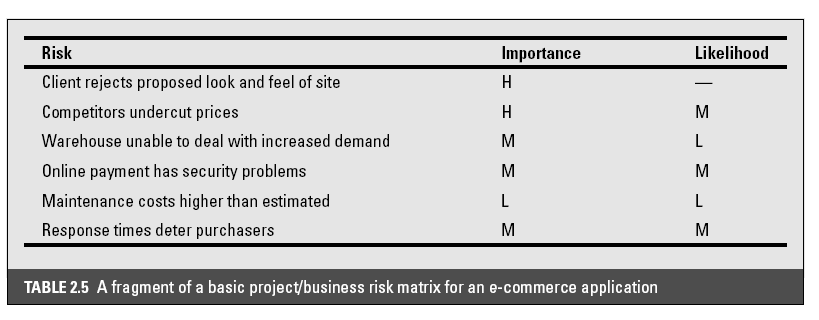 Risk Importance Likelihood
Client rejects proposed look and feel of site H —
Competitors undercut prices H M
Warehouse unable to deal with increased demand M L
Online payment has security problems M M
Maintenance costs higher than estimated L L
Response times deter purchasers M M
TABLE 2.5 A fragment of a basic project/business risk matrix for an e-commerce application